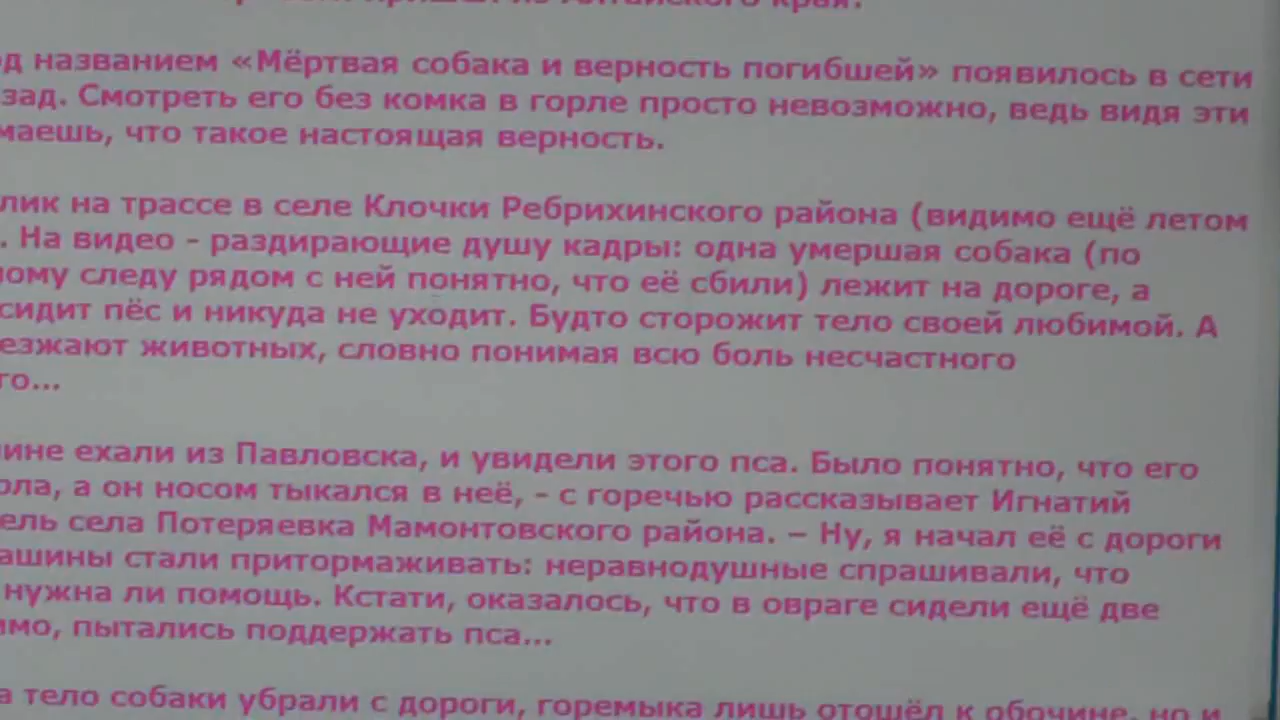 из Алтайского края.
названием «Мёртвая собака и верность погибшей» появилось в сети
Смотреть его без комка в горле просто невозможно, ведь видя эти
что такое настоящая верность.
на трассе в селе Клочки Ребрихинского района (видимо ещё летом
. На видео - раздирающие душу кадры: одна умершая собака (по
следу рядом с ней понятно, что её сбили) лежит на дороге, а
сидит пёс и никуда не уходит. Будто сторожит тело своей любимой. А
езжают животных, словно понимая всю боль несчастного
го...
ине ехали из Павловска, и увидели этого пса. Было понятно, что его
ола, а он носом тыкался в неё, - с горечью рассказывает Игнатий
ель села Потеряевка Мамонтовского района. – Ну, я начал её с дороги
ашины стали притормаживать: неравнодушные спрашивали, что
нужна ли помощь. Кстати, оказалось, что в овраге сидели ещё две
имо, пытались поддержать пса...
а тело собаки убрали с дороги, горемыка лишь отошёл к обочине, но и